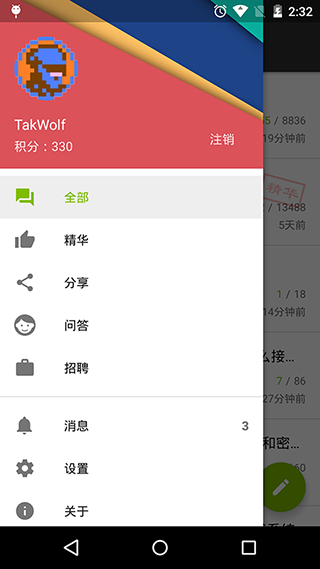 2:32
TakWolf
积分：330
注销
全部
精华
分享
问答
招聘
消息
3
设置
关于
5 / 8836
19分钟前
精华
/ 13488
5天前
1 / 18
14分钟前
么接...
7 / 86
27分钟前
和密...
60